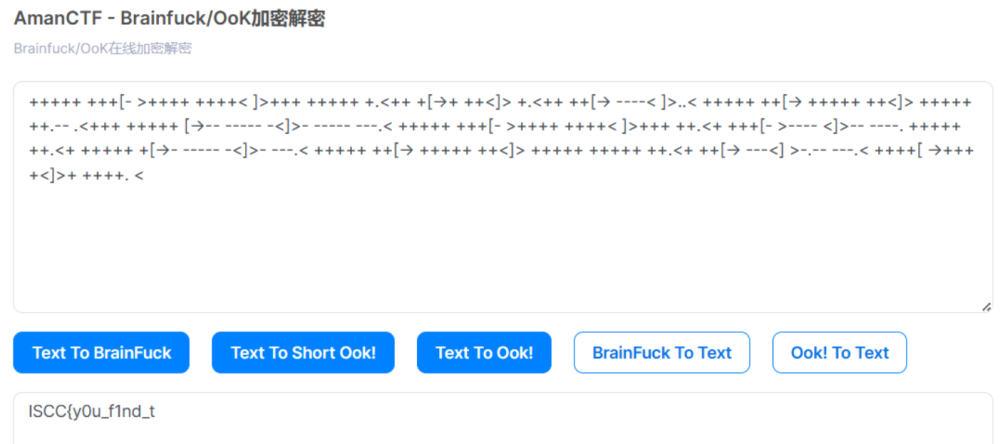 AmanCTF - Brainfuck/OoK加密解密
Brainfuck/OoK在线加密解密
+++++ +++[- >++++ ++++< ]>+++ +++++ +.<++ +[->+ ++<]> +.<++ ++[-> ----< ]>..< +++++ ++[-> +++++ ++<]> +++++
++.-- .<+++ +++++ [->-- ----- -<]>- ----- ---.< +++++ +++[- >++++ ++++< ]>+++ ++.<+ +++[- >---- <]>-- ----. +++++
++.<+ +++++ +[->- ----- -<]>- ---.< +++++ ++[-> +++++ ++<]> +++++ +++++ ++.<+ ++[-> ---<] >-.-- ---.< ++++[ ->+++
+<]>+ ++++. <
Text To BrainFuck
Text To Short Ook!
Text To Ook!
BrainFuck To Text
Ook! To Text
ISCC{y0u_f1nd_t